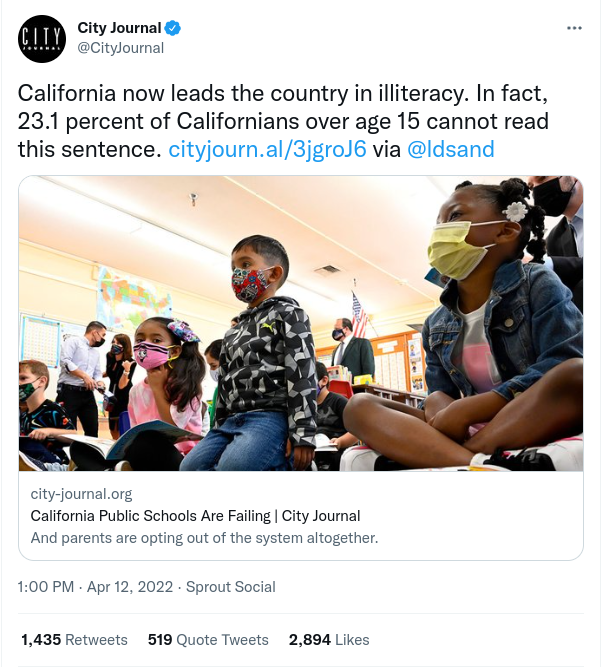 CITY
JOURNAL
City Journal
@CityJournal
California now leads the country in illiteracy. In fact,
23.1 percent of Californians over age 15 cannot read
this sentence. cityjourn.al/3jgroJ6 via @ldsand
city-journal.org
California Public Schools Are Failing | City Journal
And parents are opting out of the system altogether.
1:00 PM · Apr 12, 2022 · Sprout Social
1,435 Retweets 519 Quote Tweets 2,894 Likes